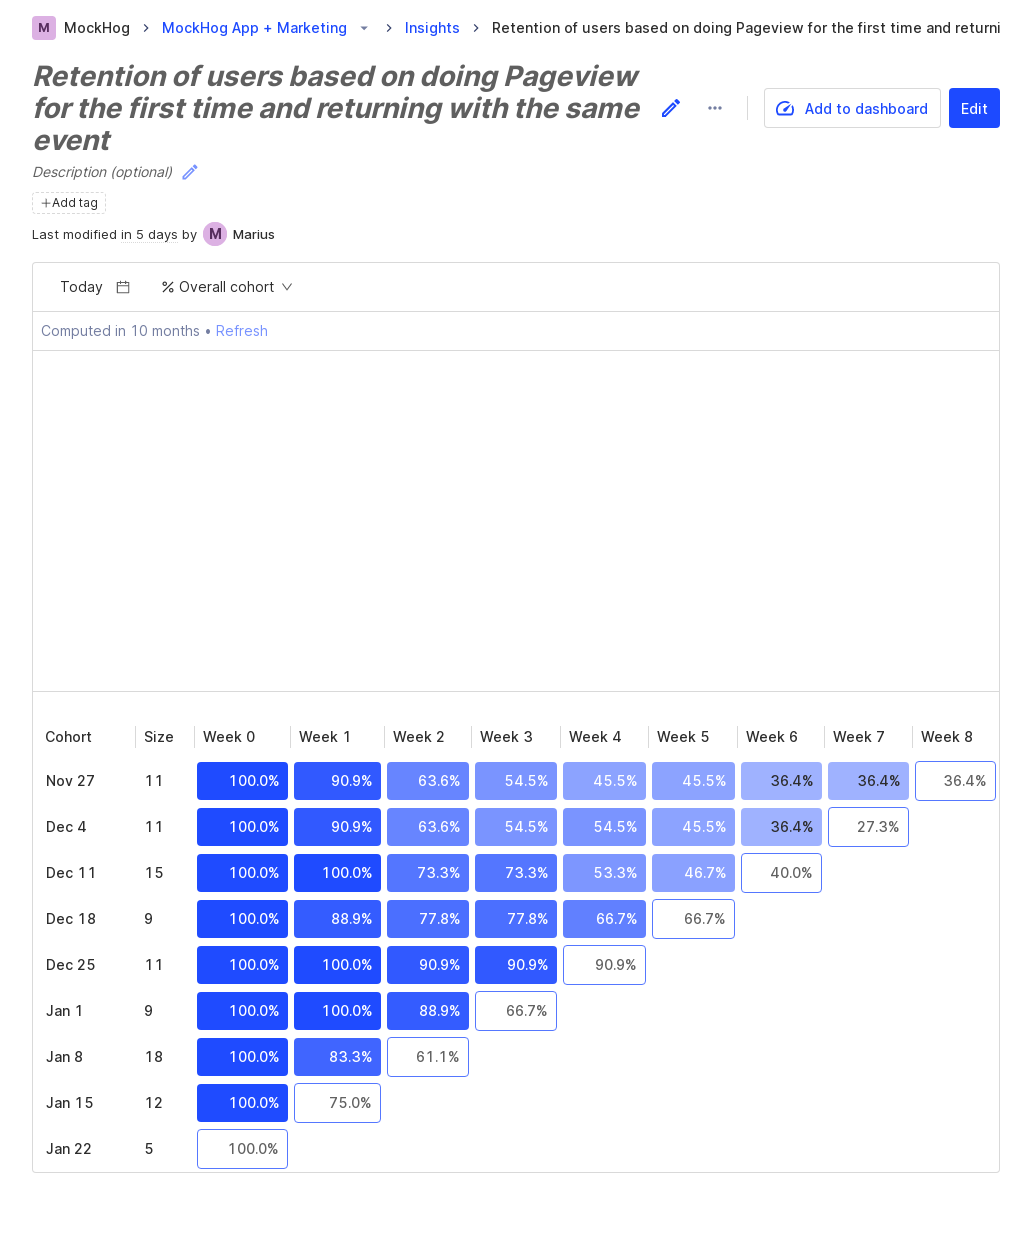 M MockHog MockHog App + Marketing Insights Retention of users based on doing Pageview for the first time and returni
Retention of users based on doing Pageview
for the first time and returning with the same
event
Add to dashboard Edit
Description (optional)
+Add tag
Last modified in 5 days by M Marius
Today % Overall cohort
Computed in 10 months • Refresh
Cohort Size Week 0 Week 1 Week 2 Week 3 Week 4 Week 5 Week 6 Week 7 Week 8
Nov 27 11 100.0% 90.9% 63.6% 54.5% 45.5% 45.5% 36.4% 36.4% 36.4%
Dec 4 11 100.0% 90.9% 63.6% 54.5% 54.5% 45.5% 36.4% 27.3%
Dec 11 15 100.0% 100.0% 73.3% 73.3% 53.3% 46.7% 40.0%
Dec 18 9 100.0% 88.9% 77.8% 77.8% 66.7% 66.7%
Dec 25 11 100.0% 100.0% 90.9% 90.9% 90.9%
Jan 1 9 100.0% 100.0% 88.9% 66.7%
Jan 8 18 100.0% 83.3% 61.1%
Jan 15 12 100.0% 75.0%
Jan 22 5 100.0%